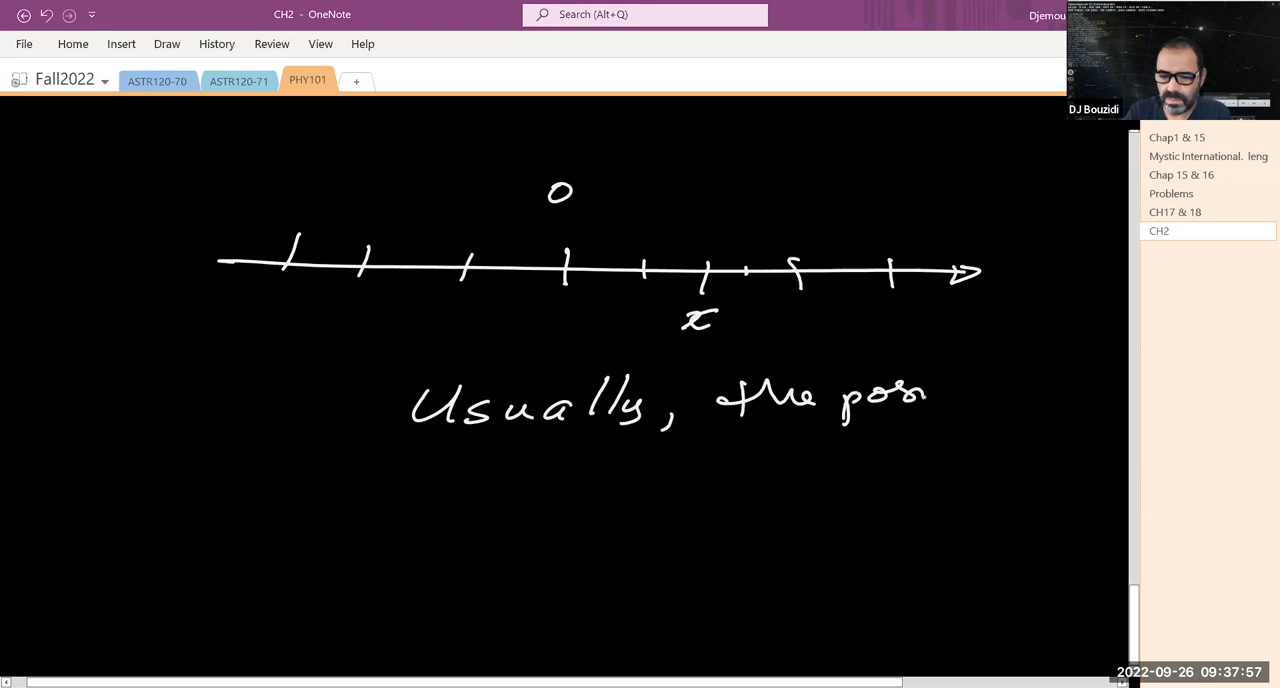 CH2 - OneNote
Search (Alt+Q)
Djemou
File Home Insert Draw History Review View Help
Fall2022
ASTR120-70
ASTR120-71
PHY101
+
DJ Bouzidi
Chap1 & 15
Mystic International. leng
Chap 15 & 16
Problems
CH17 & 18
CH2
0
x
Usually, the posi
2022-09-26 09:37:57